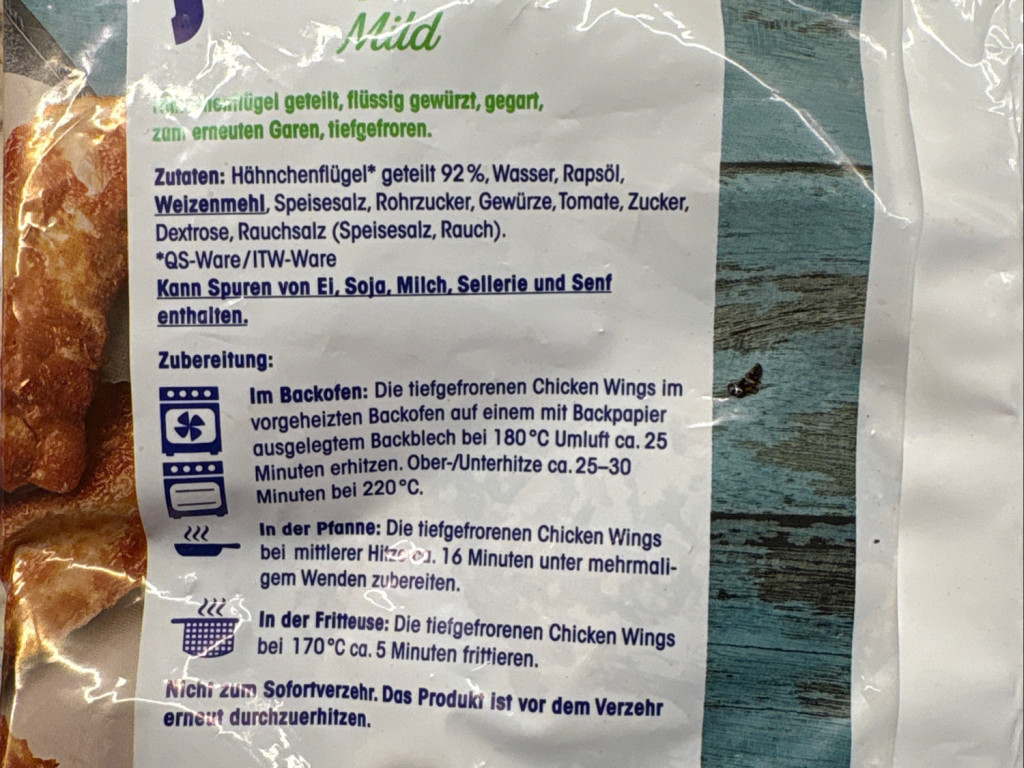 Mild
geteilt, flüssig gewürzt, gegart,
zum erneuten Garen, tiefgefroren.
Zutaten: Hähnchenflügel* geteilt 92 %, Wasser, Rapsöl,
Weizenmehl, Speisesalz, Rohrzucker, Gewürze, Tomate, Zucker,
Dextrose, Rauchsalz (Speisesalz, Rauch).
*QS-Ware/ITW-Ware
Kann Spuren von Ei, Soja, Milch, Sellerie und Senf
enthalten.
Zubereitung:
Im Backofen: Die tiefgefrorenen Chicken Wings im
vorgeheizten Backofen auf einem mit Backpapier
ausgelegtem Backblech bei 180 °C Umluft ca. 25
Minuten erhitzen. Ober-/Unterhitze ca. 25–30
Minuten bei 220 °C.
In der Pfanne: Die tiefgefrorenen Chicken Wings
bei mittlerer Hitze ca. 16 Minuten unter mehrmali-
gem Wenden zubereiten.
In der Fritteuse: Die tiefgefrorenen Chicken Wings
bei 170 °C ca. 5 Minuten frittieren.
Nicht zum Sofortverzehr. Das Produkt ist vor dem Verzehr
erneut durchzuerhitzen.